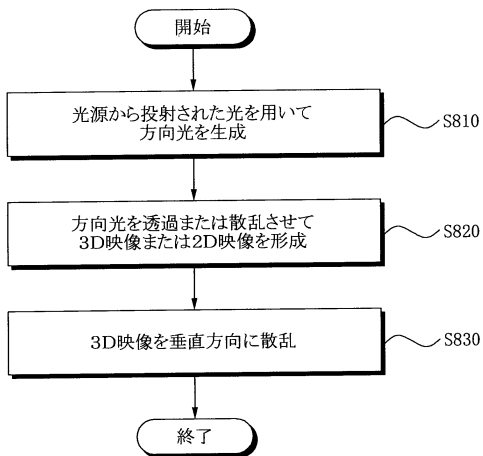 開始
光源から投射された光を用いて
方向光を生成
S810
方向光を透過または散乱させて
3D映像または2D映像を形成
S820
3D映像を垂直方向に散乱
S830
終了